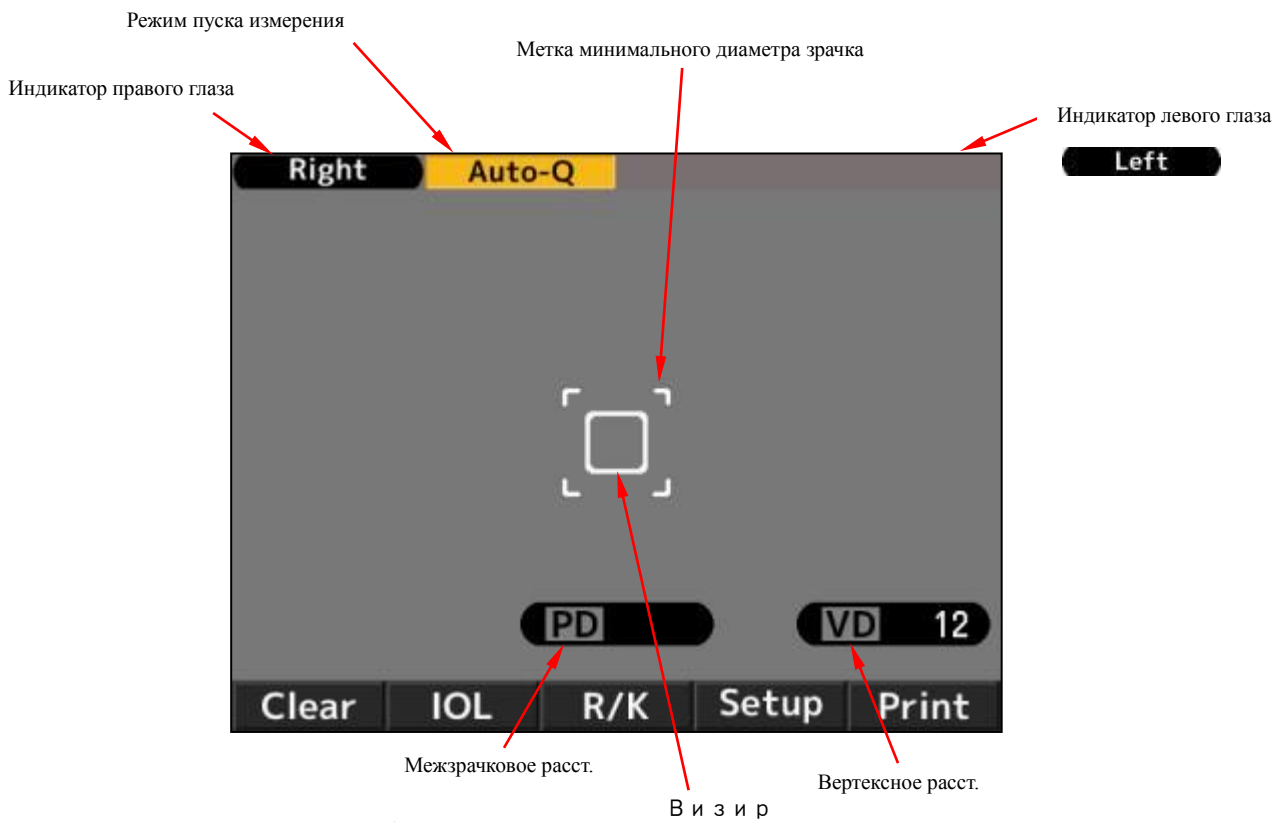 Режим пуска измерения
Метка минимального диаметра зрачка
Индикатор правого глаза
Индикатор левого глаза
Right
Auto-Q
Left
PD
VD 12
Clear IOL R/K Setup Print
Межзрачковое расст.
Вертексное расст.
Визир